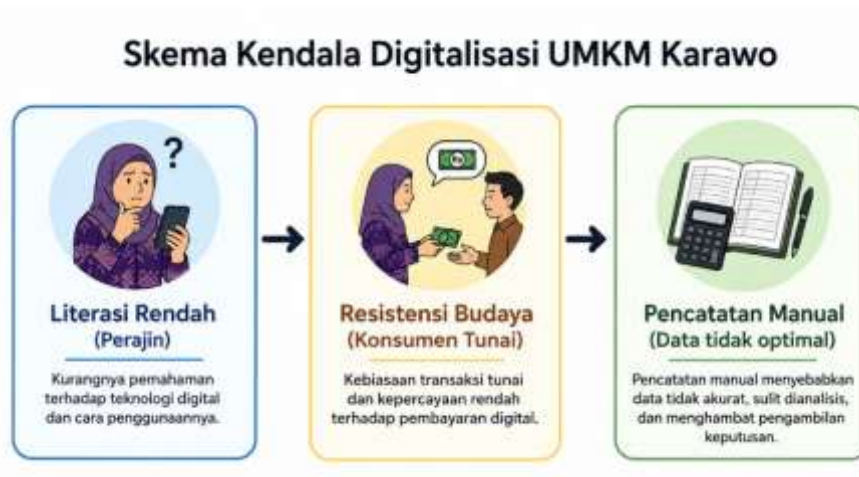 Skema Kendala Digitalisasi UMKM Karawo
?
Literasi Rendah
(Perajin)
Kurangnya pemahaman
terhadap teknologi digital
dan cara penggunaannya.
Resistensi Budaya
(Konsumen Tunai)
Kebiasaan transaksi tunai
dan kepercayaan rendah
terhadap pembayaran digital.
Pencatatan Manual
(Data tidak optimal)
Pencatatan manual menyebabkan
data tidak akurat, sulit dianalisis,
dan menghambat pengambilan
keputusan.